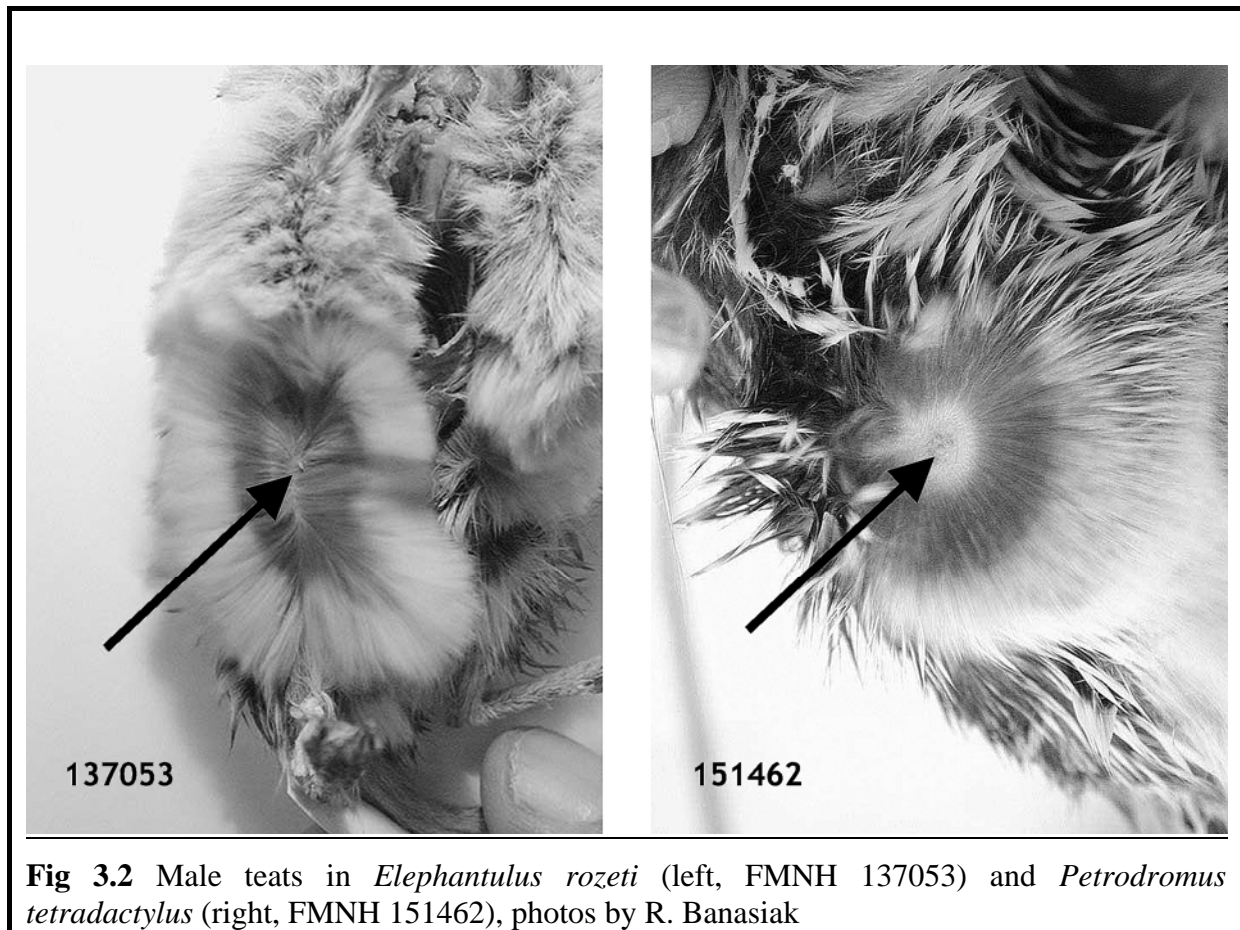 137053
151462
Fig 3.2 Male teats in Elephantulus rozeti (left, FMNH 137053) and Petrodromus
tetradactylus (right, FMNH 151462), photos by R. Banasiak